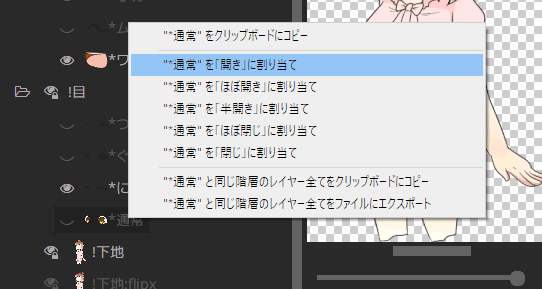 *ム
"*通常" をクリップボードにコピー
*ワ
"*通常" を「開き」に割り当て
!目
"*通常" を「ほぼ開き」に割り当て
"*通常" を「半開き」に割り当て
*つ
"*通常" を「ほぼ閉じ」に割り当て
*ぐ
"*通常" を「閉じ」に割り当て
*に
"*通常" と同じ階層のレイヤー全てをクリップボードにコピー
"*通常" と同じ階層のレイヤー全てをファイルにエクスポート
*通常
!下地
!下地:flipx